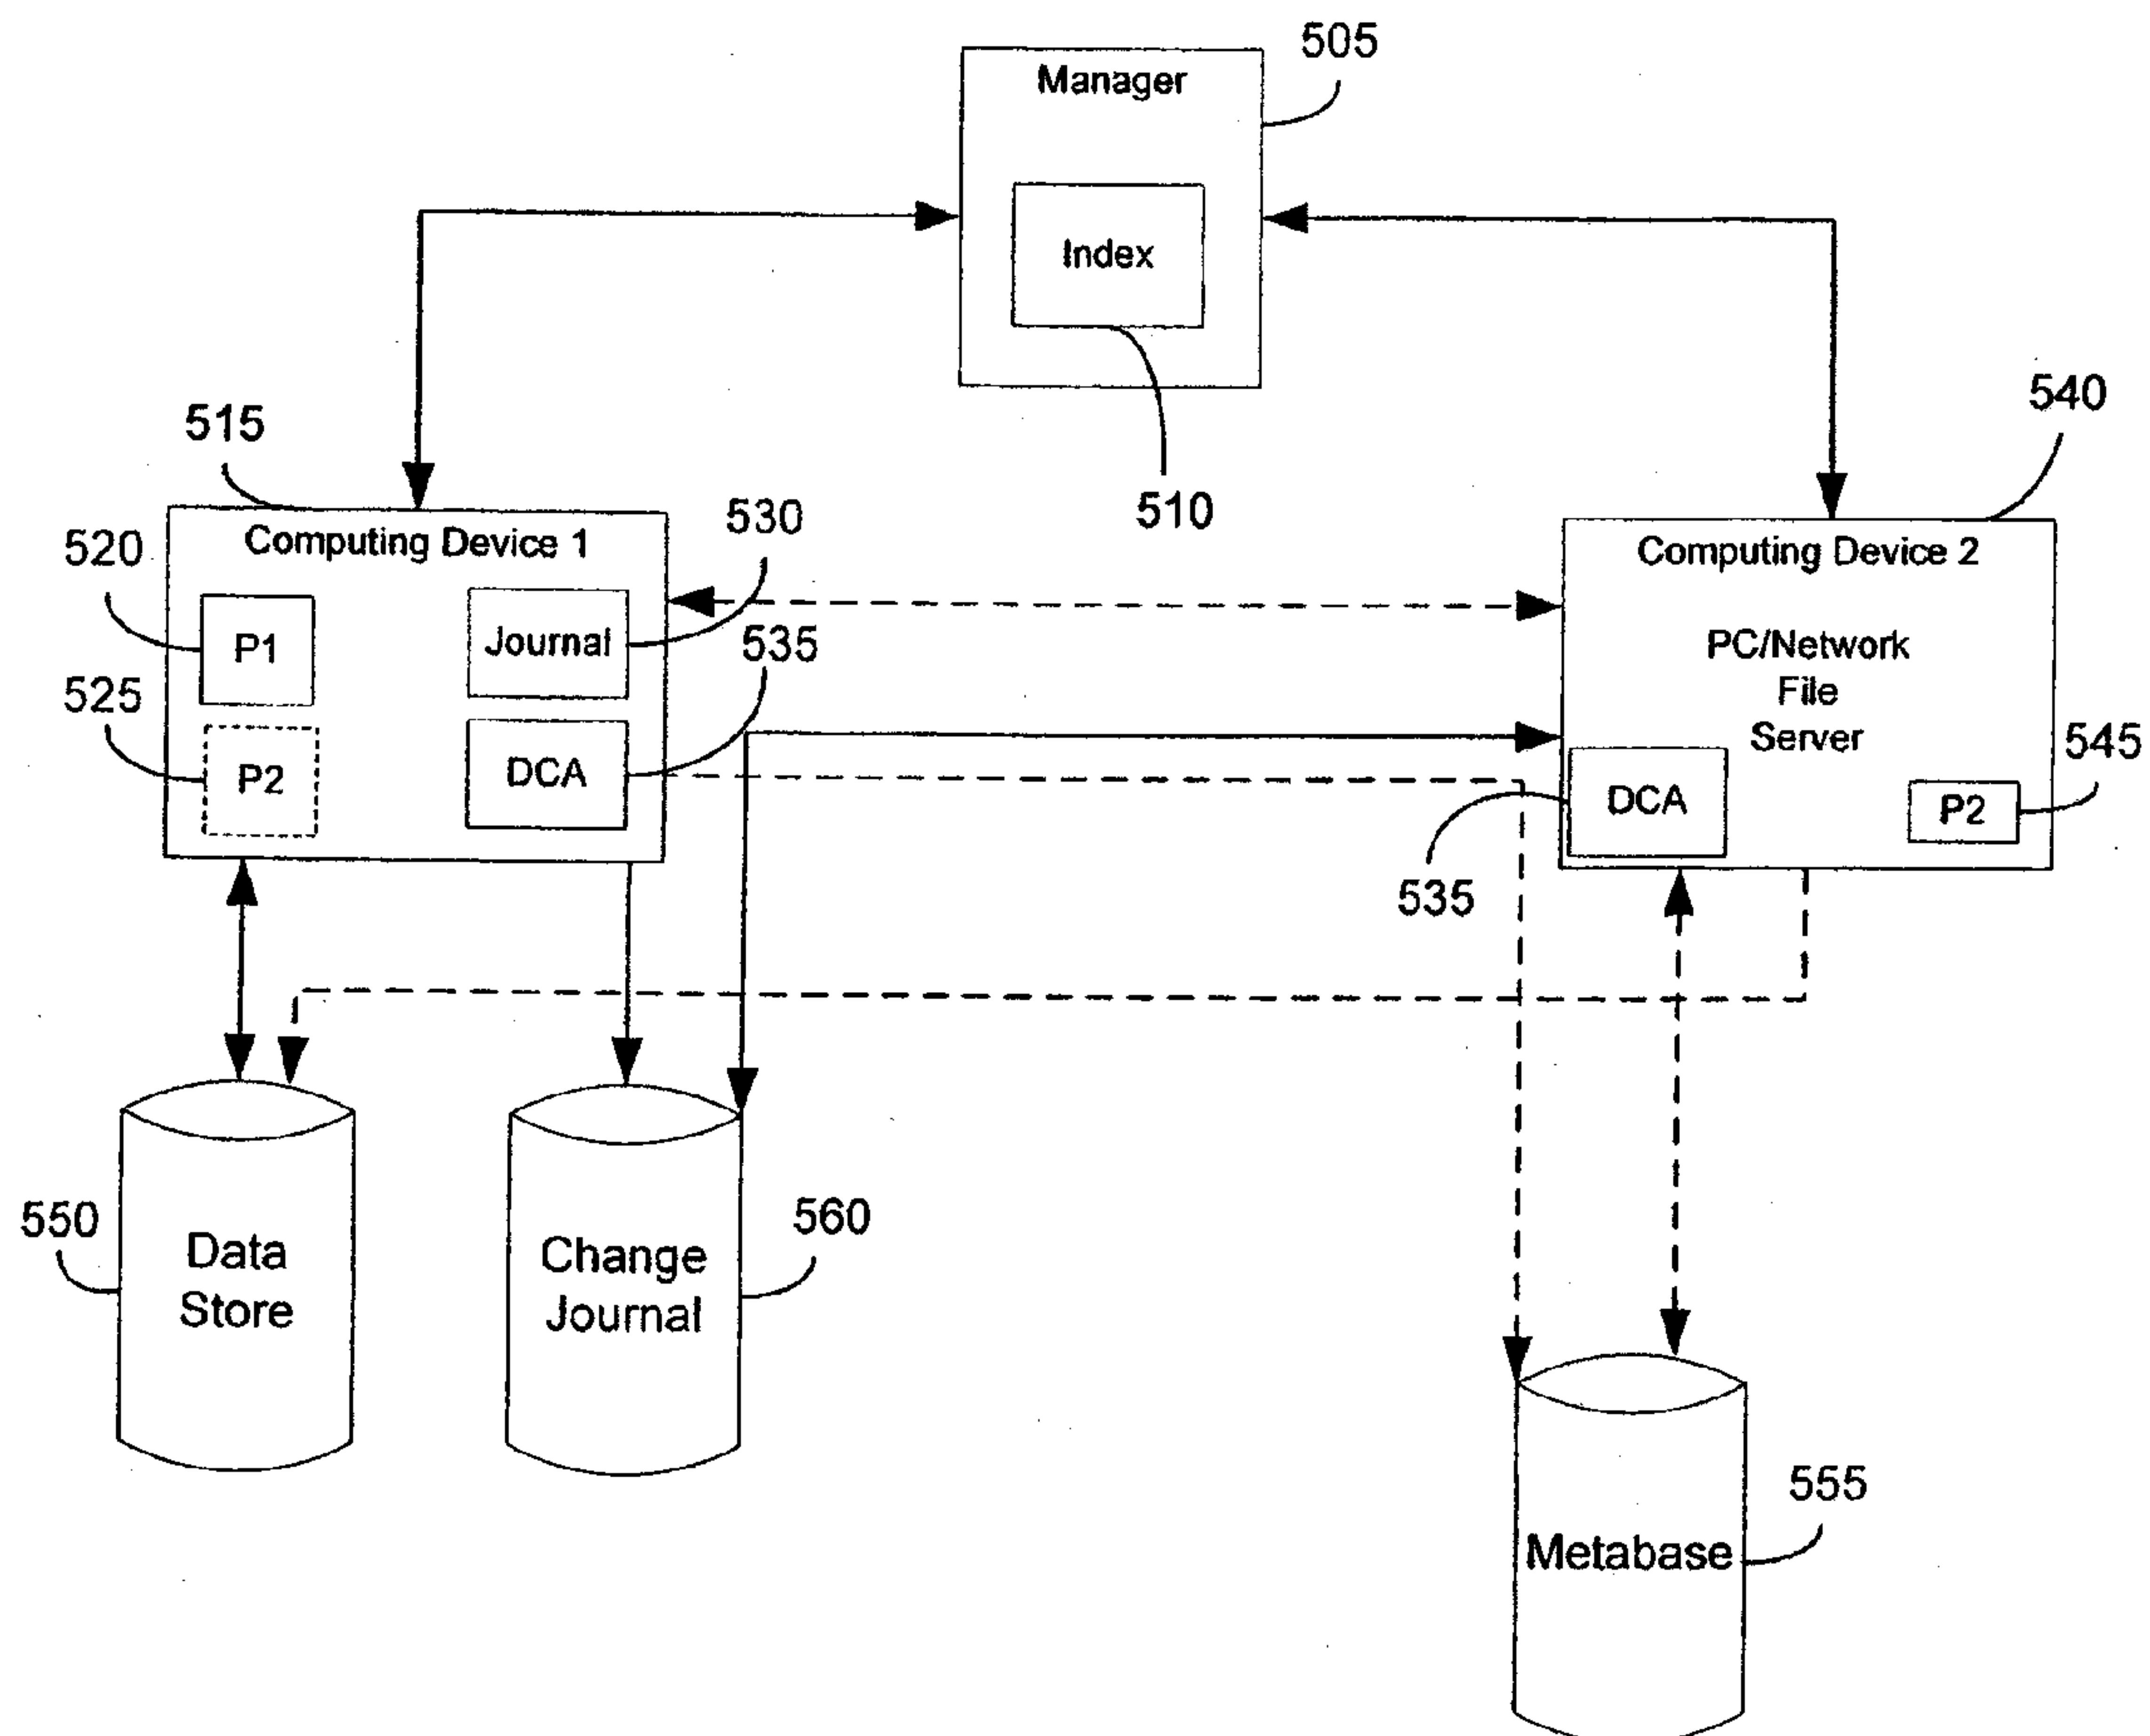 505
Manager
Index
510
515
540
Computing Device 1
530
520
P1
Journal
535
525
P2
DCA
Computing Device 2
PC/Network
File
Server
545
DCA
P2
535
550
Data
Store
560
Change
Journal
555
Metabase